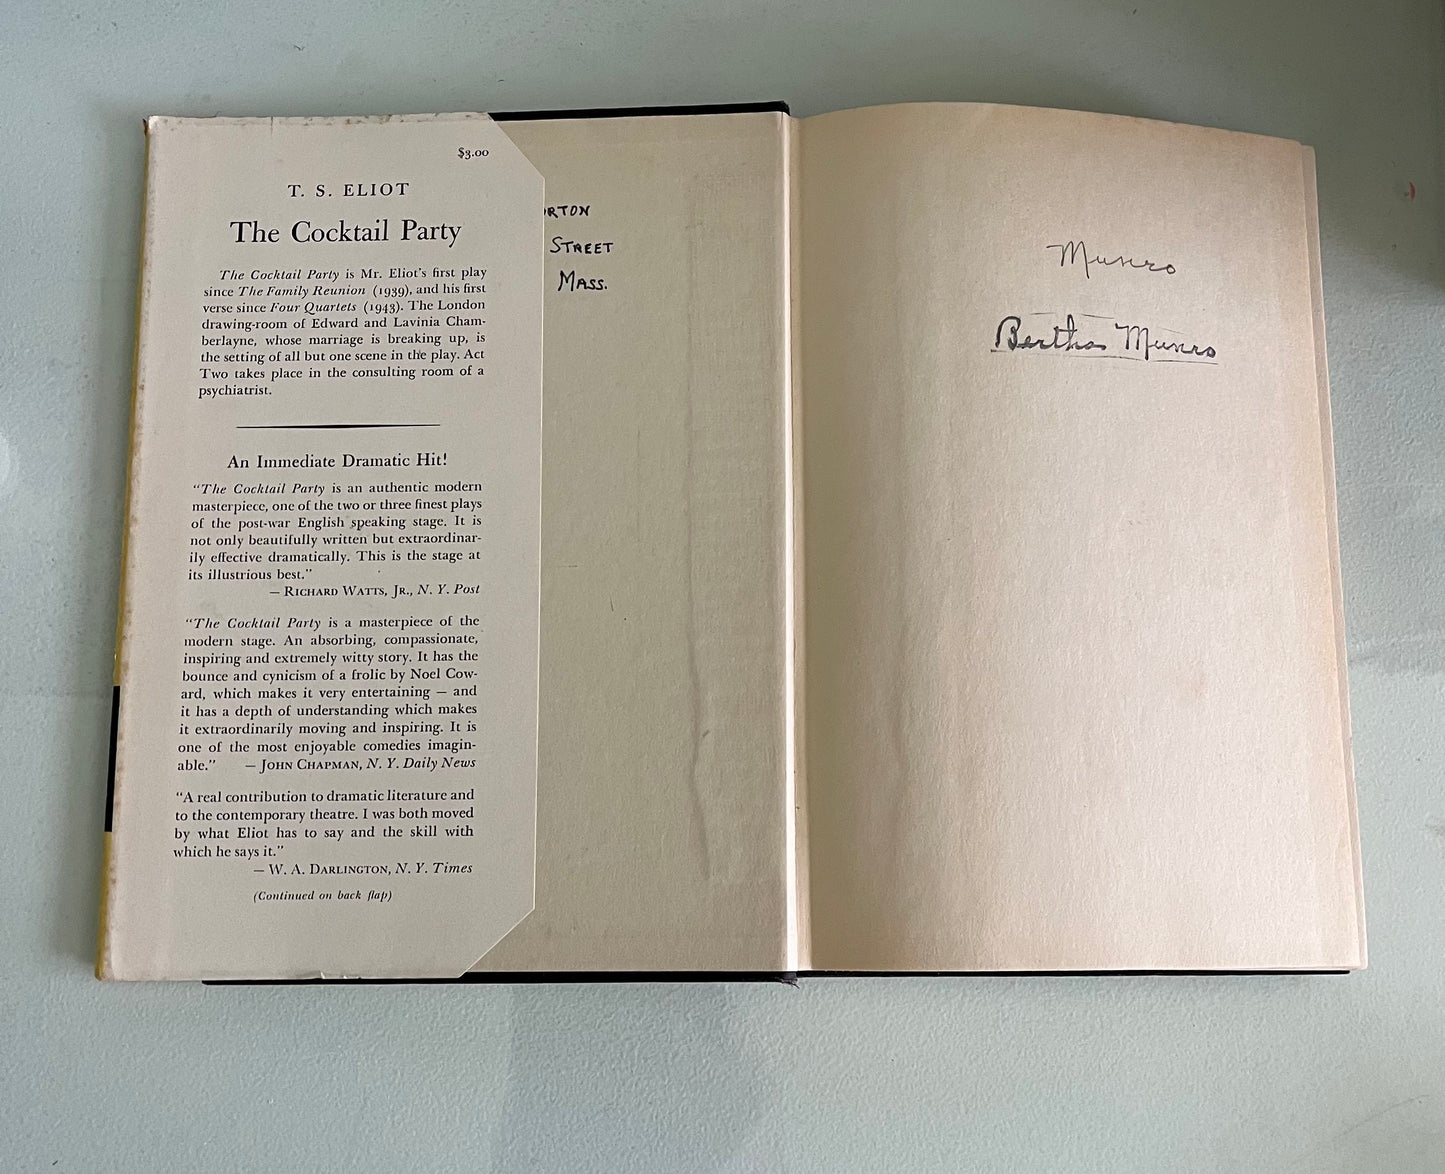 $3.00
T. S. ELIOT
The Cocktail Party
The Cocktail Party is Mr. Eliot's first play
since The Family Reunion (1939), and his first
verse since Four Quartets (1943). The London
drawing-room of Edward and Lavinia Cham-
berlayne, whose marriage is breaking up, is
the setting of all but one scene in the play. Act
Two takes place in the consulting room of a
psychiatrist.
An Immediate Dramatic Hit!
"The Cocktail Party is an authentic modern
masterpiece, one of the two or three finest plays
of the post-war English speaking stage. It is
not only beautifully written but extraordinar-
ily effective dramatically. This is the stage at
its illustrious best."
— RICHARD WATTS, JR., N. Y. Post
"The Cocktail Party is a masterpiece of the
modern stage. An absorbing, compassionate,
inspiring and extremely witty story. It has the
bounce and cynicism of a frolic by Noel Cow-
ard, which makes it very entertaining — and
it has a depth of understanding which makes
it extraordinarily moving and inspiring. It is
one of the most enjoyable comedies imagin-
able." — JOHN CHAPMAN, N. Y. Daily News
"A real contribution to dramatic literature and
to the contemporary theatre. I was both moved
by what Eliot has to say and the skill with
which he says it."
— W. A. DARLINGTON, N. Y. Times
(Continued on back flap)
RTON
STREET
MASS.
Munro
Bertha Munro